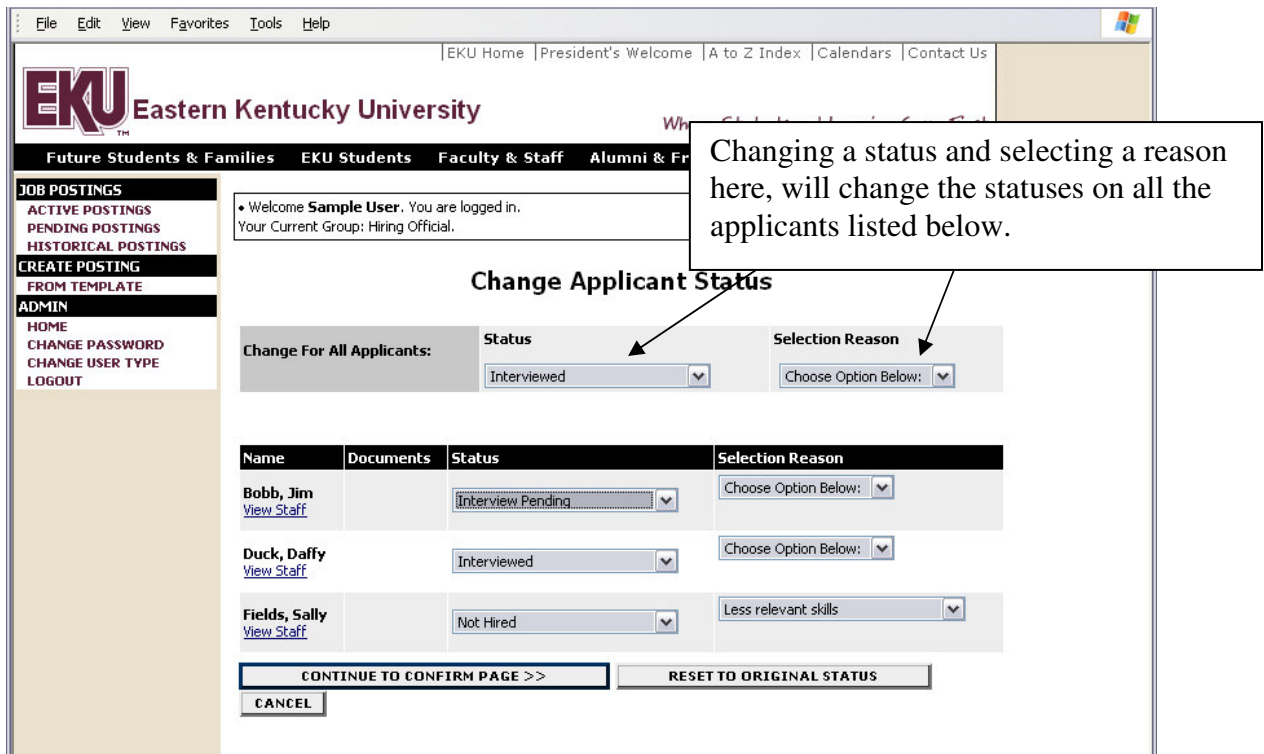 File Edit View Favorites Tools Help
|EKU Home |President's Welcome |A to Z Index |Calendars |Contact Us
EKU TM Eastern Kentucky University
Future Students & Families EKU Students Faculty & Staff Alumni & Fr
Changing a status and selecting a reason
here, will change the statuses on all the
applicants listed below.
JOB POSTINGS
ACTIVE POSTINGS
PENDING POSTINGS
HISTORICAL POSTINGS
CREATE POSTING
FROM TEMPLATE
ADMIN
HOME
CHANGE PASSWORD
CHANGE USER TYPE
LOGOUT
• Welcome Sample User. You are logged in.
Your Current Group: Hiring Official.
Change Applicant Status
Change For All Applicants:
Status Selection Reason
Interviewed Choose Option Below:
Name Documents Status Selection Reason
Bobb, Jim
View Staff
Interview Pending Choose Option Below:
Duck, Daffy
View Staff
Interviewed Choose Option Below:
Fields, Sally
View Staff
Not Hired Less relevant skills
CONTINUE TO CONFIRM PAGE >> RESET TO ORIGINAL STATUS
CANCEL